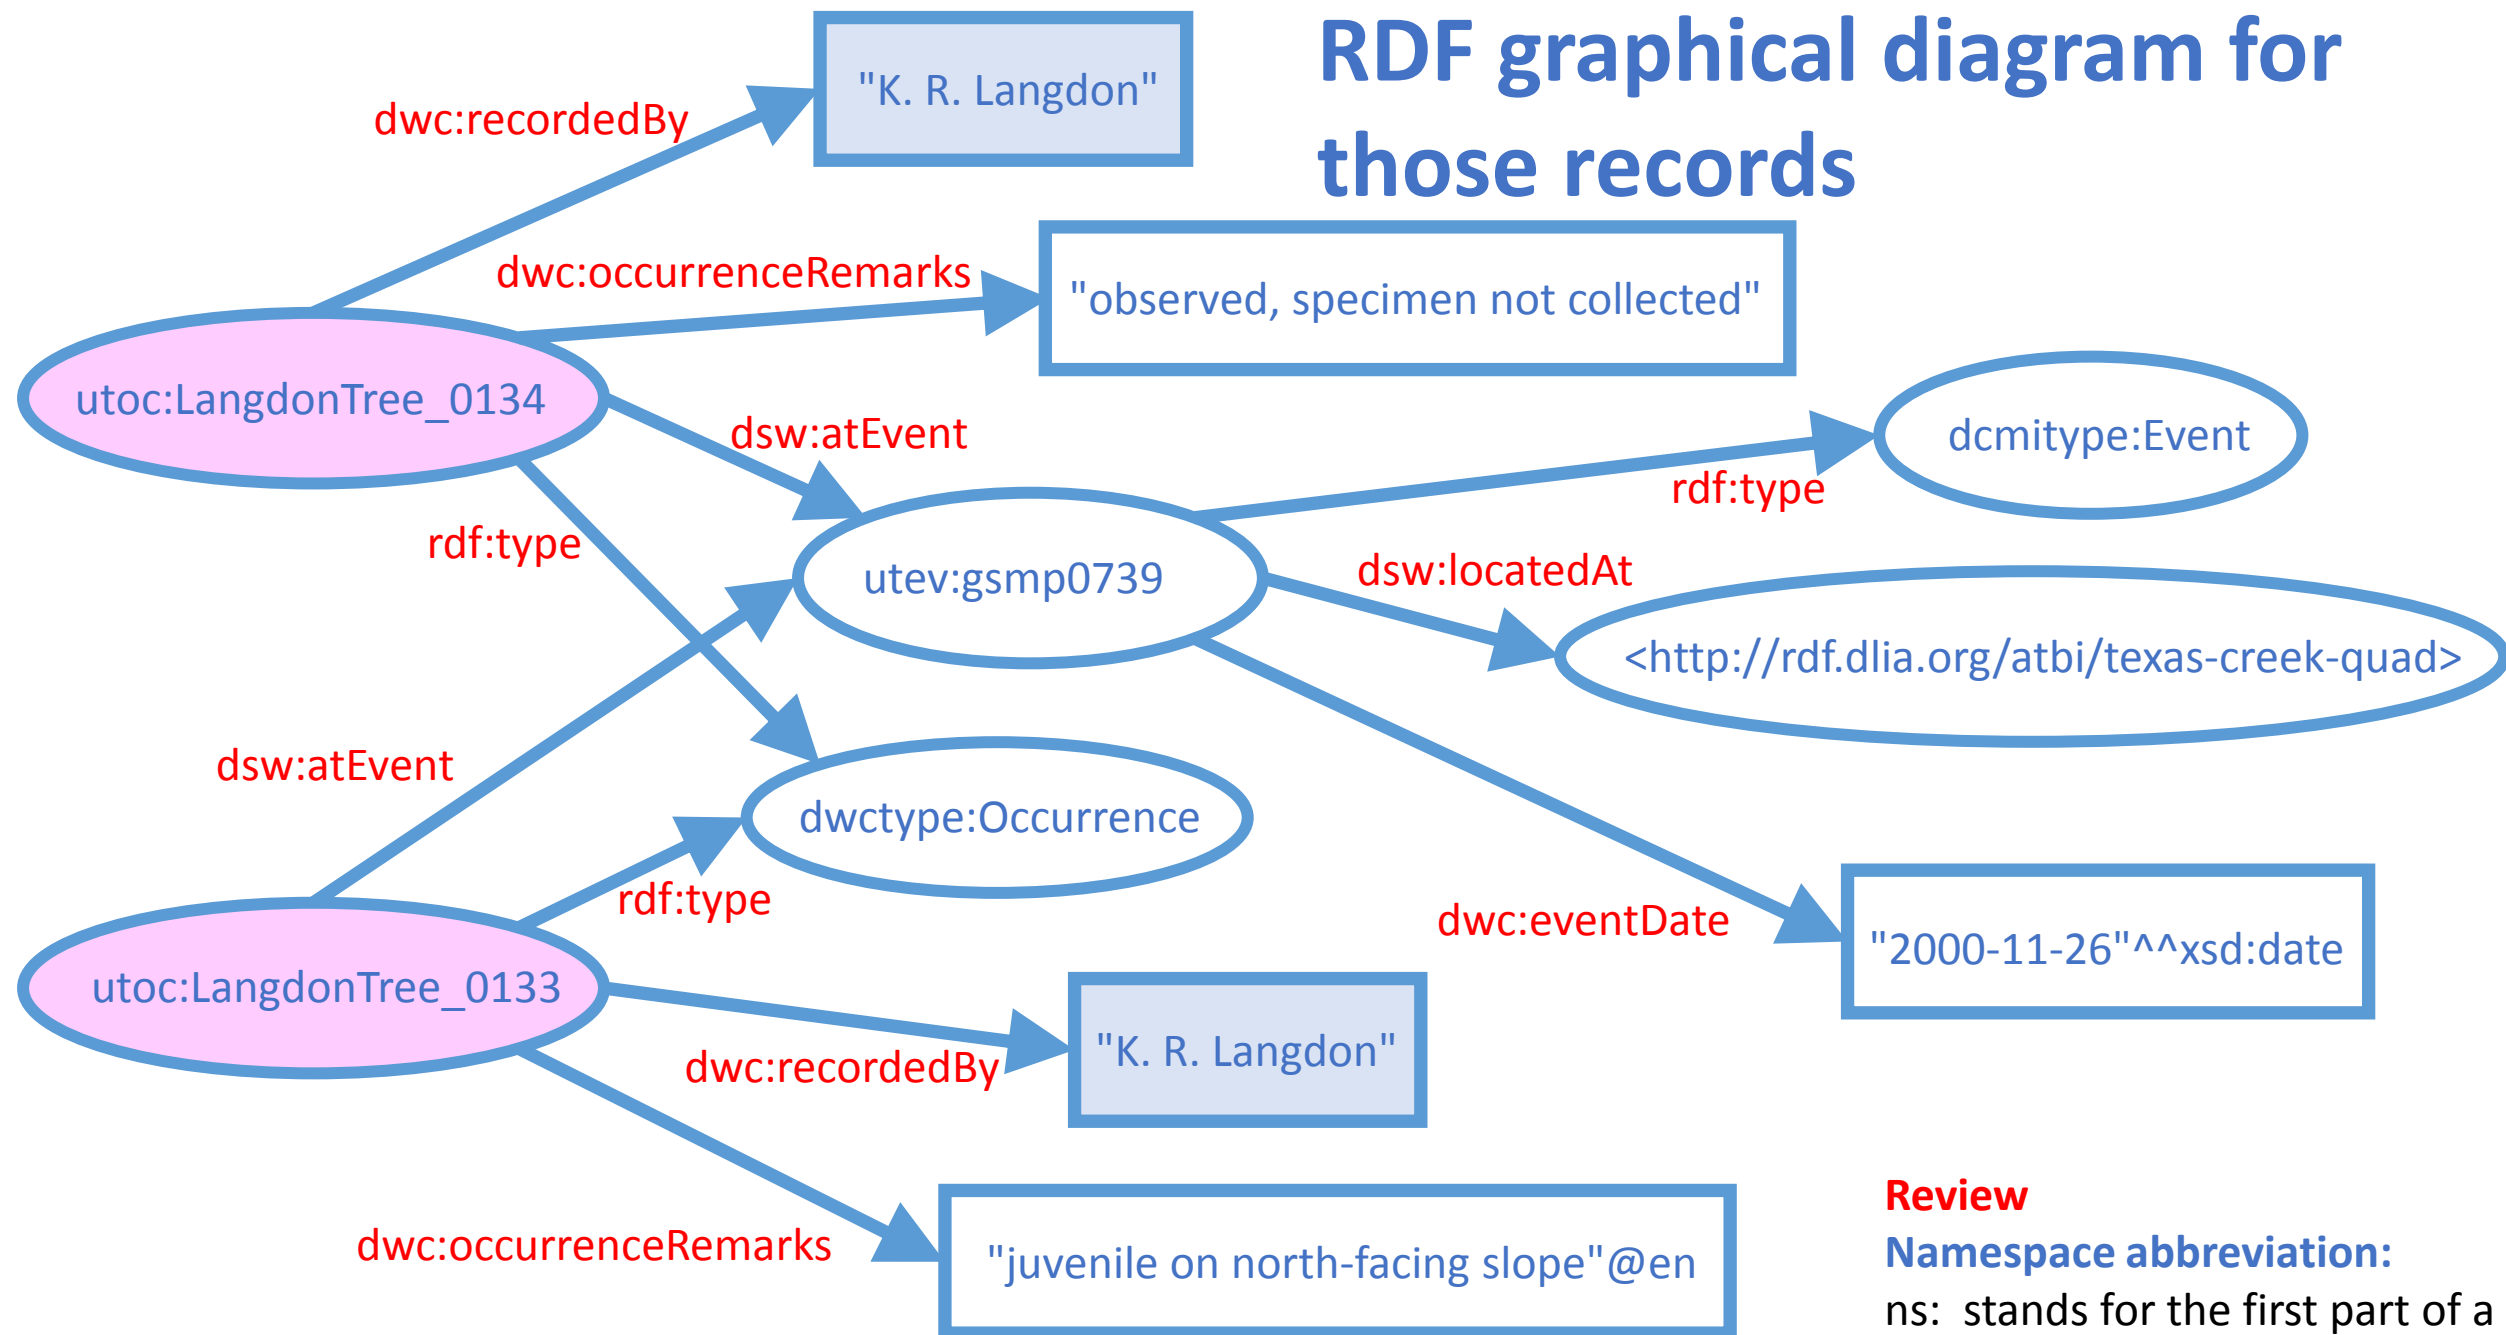 RDF graphical diagram for
those records
"K. R. Langdon"
dwc:recordedBy
dwc:occurrenceRemarks
"observed, specimen not collected"
utoc:LangdonTree_0134
dsw:atEvent
dcmitype:Event
rdf:type
rdf:type
dsw:locatedAt
utev:gsmp0739
<http://rdf.dlia.org/atbi/texas-creek-quad>
dsw:atEvent
dwctype:Occurrence
rdf:type
dwc:eventDate
"2000-11-26"^^xsd:date
utoc:LangdonTree_0133
"K. R. Langdon"
dwc:recordedBy
dwc:occurrenceRemarks
"juvenile on north-facing slope"@en
Review
Namespace abbreviation:
ns: stands for the first part of a